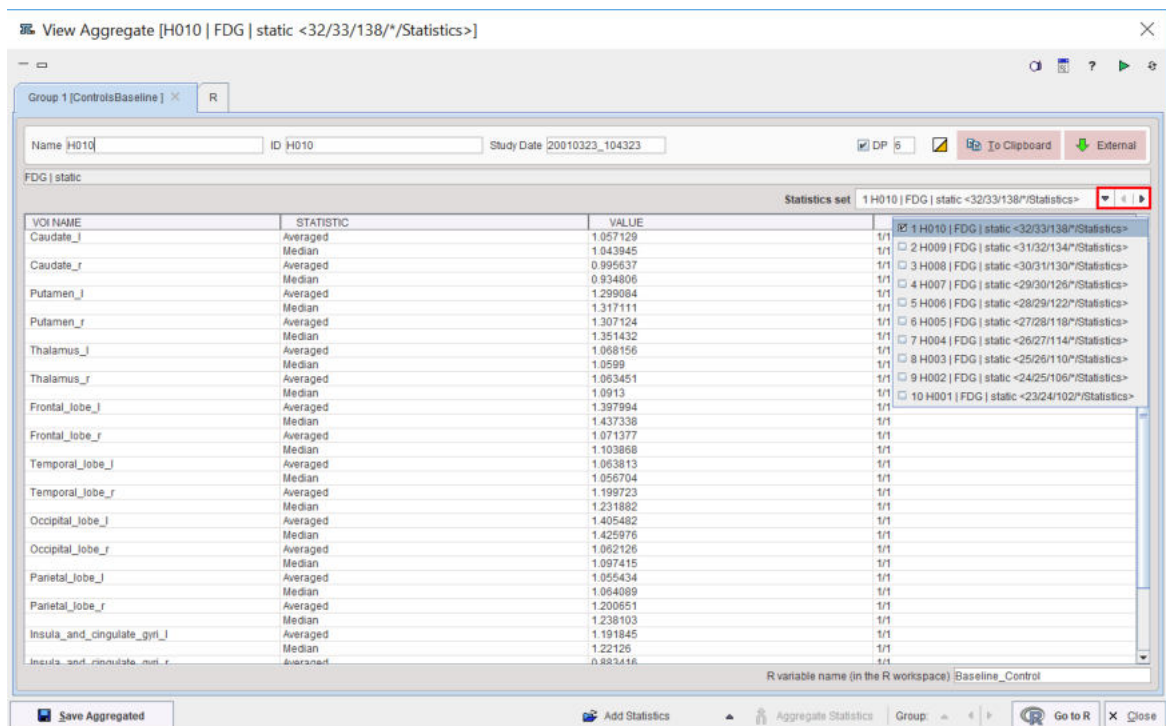 View Aggregate [H010 | FDG | static <32/33/138/*/Statistics>]
Group 1 [ControlsBaseline ] R
Name H010 ID H010 Study Date 20010323_104323 DP 6 To Clipboard External
FDG | static
Statistics set 1 H010 | FDG | static <32/33/138/*/Statistics>
VOI NAME STATISTIC VALUE
Caudate_l Averaged 1.057129 1/1
Median 1.043945 1/1
Caudate_r Averaged 0.995637 1/1
Median 0.934806 1/1
Putamen_l Averaged 1.299084 1/1
Median 1.317111 1/1
Putamen_r Averaged 1.307124 1/1
Median 1.351432 1/1
Thalamus_l Averaged 1.068156 1/1
Median 1.0599 1/1
Thalamus_r Averaged 1.063451 1/1
Median 1.0913 1/1
Frontal_lobe_l Averaged 1.397994 1/1
Median 1.437338 1/1
Frontal_lobe_r Averaged 1.071377 1/1
Median 1.103868 1/1
Temporal_lobe_l Averaged 1.063813 1/1
Median 1.056704 1/1
Temporal_lobe_r Averaged 1.199723 1/1
Median 1.231882 1/1
Occipital_lobe_l Averaged 1.405482 1/1
Median 1.425976 1/1
Occipital_lobe_r Averaged 1.062126 1/1
Median 1.097415 1/1
Parietal_lobe_l Averaged 1.055434 1/1
Median 1.064089 1/1
Parietal_lobe_r Averaged 1.200651 1/1
Median 1.238103 1/1
Insula_and_cingulate_gyri_l Averaged 1.191845 1/1
Median 1.22126 1/1
Insula_and_cingulate_gyri_r Averaged 0.883416 1/1
1 H010 | FDG | static <32/33/138/*/Statistics>
2 H009 | FDG | static <31/32/134/*/Statistics>
3 H008 | FDG | static <30/31/130/*/Statistics>
4 H007 | FDG | static <29/30/126/*/Statistics>
5 H006 | FDG | static <28/29/122/*/Statistics>
6 H005 | FDG | static <27/28/118/*/Statistics>
7 H004 | FDG | static <26/27/114/*/Statistics>
8 H003 | FDG | static <25/26/110/*/Statistics>
9 H002 | FDG | static <24/25/106/*/Statistics>
10 H001 | FDG | static <23/24/102/*/Statistics>
R variable name (in the R workspace) Baseline_Control
Save Aggregated Add Statistics Aggregate Statistics Group: Go to R Close